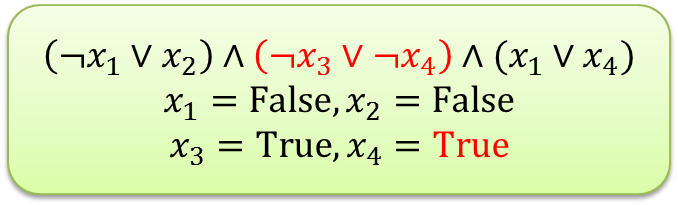 (¬x₁ ∨ x₂) ∧ (¬x₃ ∨ ¬x₄) ∧ (x₁ ∨ x₄)
x₁ = False, x₂ = False
x₃ = True, x₄ = True